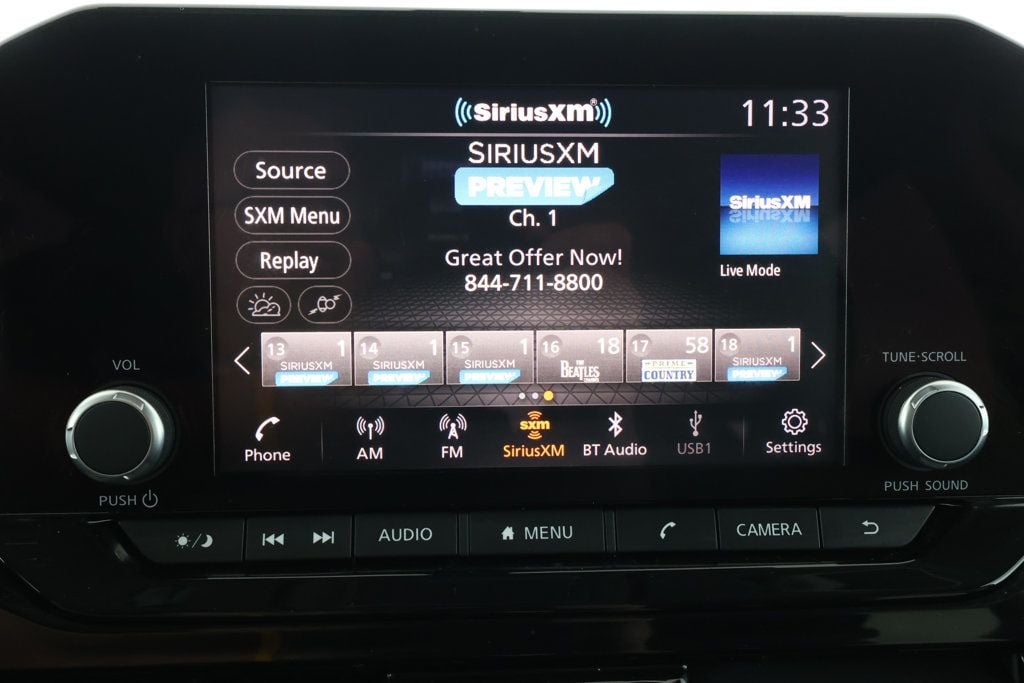 SiriusXM® 11:33
SIRIUSXM
PREVIEW
Ch. 1
Source
SXM Menu
Replay
Great Offer Now!
844-711-8800
SiriusXM
Live Mode
13 1 SIRIUSXM PREVIEW
14 1 SIRIUSXM PREVIEW
15 1 SIRIUSXM PREVIEW
16 18 THE BEATLES CHANNEL
17 58 PRIME COUNTRY
18 1 SIRIUSXM PREVIEW
Phone AM FM sxm SiriusXM BT Audio USB1 Settings
VOL
PUSH
TUNE·SCROLL
PUSH SOUND
AUDIO MENU CAMERA